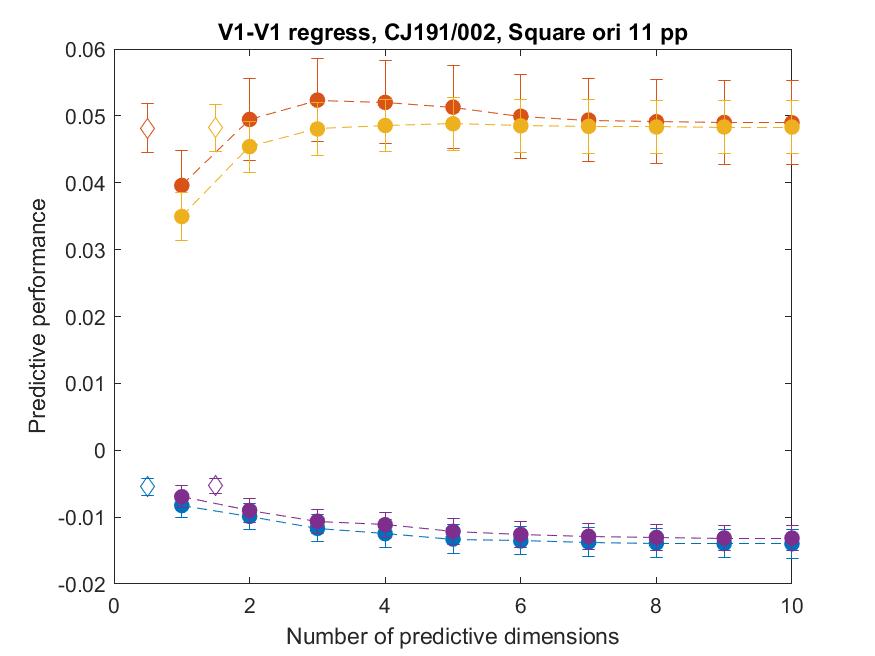 V1-V1 regress, CJ191/002, Square ori 11 pp
0.06
0.05
0.04
0.03
0.02
0.01
0
-0.01
-0.02
Predictive performance
0 2 4 6 8 10
Number of predictive dimensions